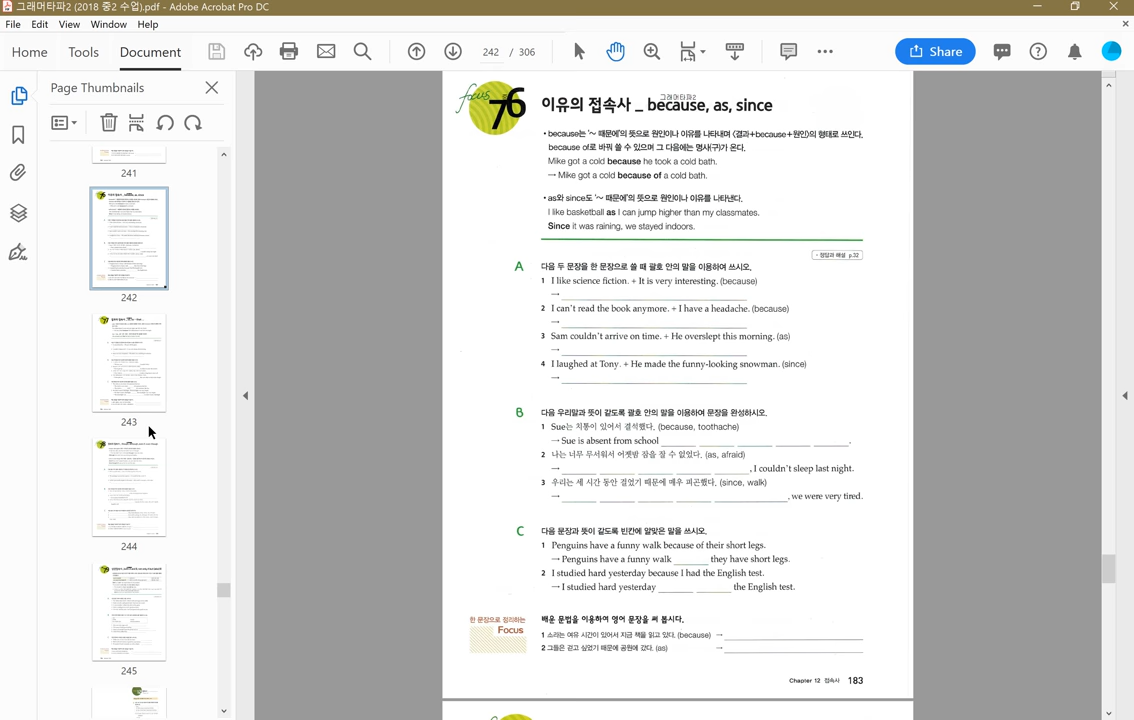 그래머타파2 (2018 중2 수업).pdf - Adobe Acrobat Pro DC
File Edit View Window Help
Home Tools Document 242 / 306 Share
Page Thumbnails
241
242
243
244
245
focus 76 이유의 접속사 _ because, as, since
그래머타파2
• because는 '~ 때문에'의 뜻으로 원인이나 이유를 나타내며 (결과+because+원인)의 형태로 쓰인다.
because of로 바꿔 쓸 수 있으며 그 다음에는 명사(구)가 온다.
Mike got a cold because he took a cold bath.
→ Mike got a cold because of a cold bath.
• as와 since도 '~ 때문에'의 뜻으로 원인이나 이유를 나타낸다.
I like basketball as I can jump higher than my classmates.
Since it was raining, we stayed indoors.
• 정답과 해설 p.32
A 다음 두 문장을 한 문장으로 쓸 때 괄호 안의 말을 이용하여 쓰시오.
1 I like science fiction. + It is very interesting. (because)
→
2 I can't read the book anymore. + I have a headache. (because)
→
3 Sam couldn't arrive on time. + He overslept this morning. (as)
→
4 I laughed at Tony. + He made the funny-looking snowman. (since)
→
B 다음 우리말과 뜻이 같도록 괄호 안의 말을 이용하여 문장을 완성하시오.
1 Sue는 치통이 있어서 결석했다. (because, toothache)
→ Sue is absent from school ______ ______ ______ ______ ______.
2 나는 너무 무서워서 어젯밤 잠을 잘 수 없었다. (as, afraid)
→ ______ ______ ______ ______ ______, I couldn't sleep last night.
3 우리는 세 시간 동안 걸었기 때문에 매우 피곤했다. (since, walk)
→ ______ ______ ______ ______ ______, we were very tired.
C 다음 문장과 뜻이 같도록 빈칸에 알맞은 말을 쓰시오.
1 Penguins have a funny walk because of their short legs.
→ Penguins have a funny walk ______ they have short legs.
2 I studied hard yesterday because I had the English test.
→ I studied hard yesterday ______ ______ the English test.
한 문장으로 정리하는 Focus
배운 문법을 이용하여 영어 문장을 써 봅시다.
1 소라는 여유 시간이 있어서 지금 책을 읽고 있다. (because) →
2 그들은 걷고 싶었기 때문에 공원에 갔다. (as) →
Chapter 12 접속사 183